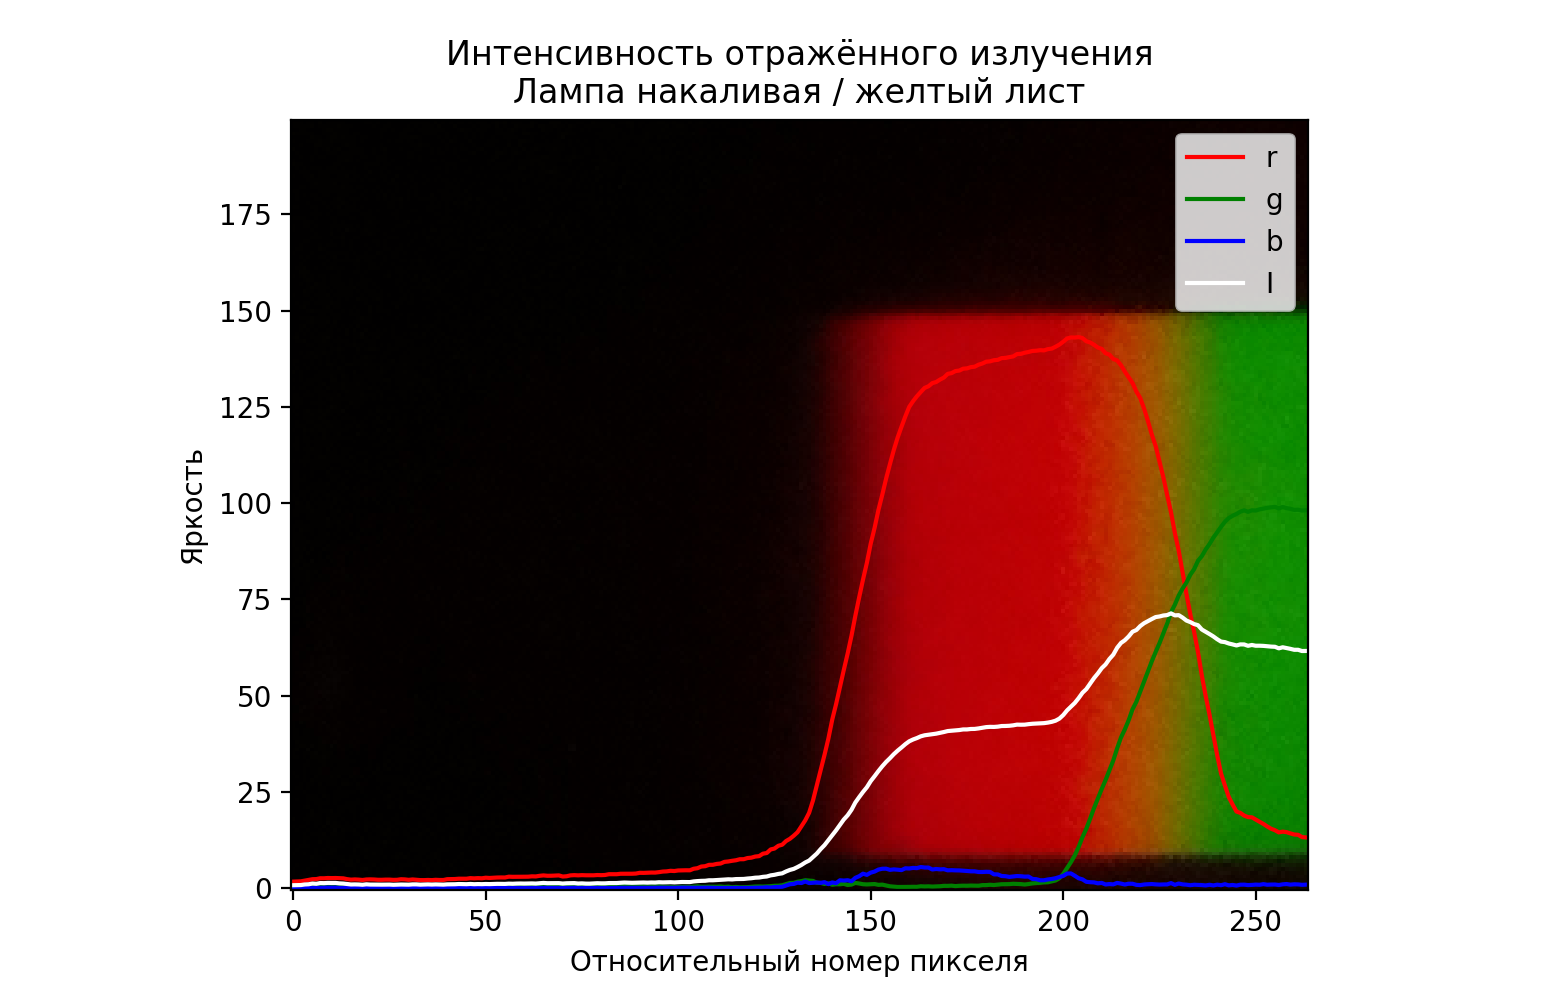 Интенсивность отражённого излучения
Лампа накаливая / желтый лист
r
g
b
I
175
150
125
100
75
50
25
0
Яркость
0 50 100 150 200 250
Относительный номер пикселя